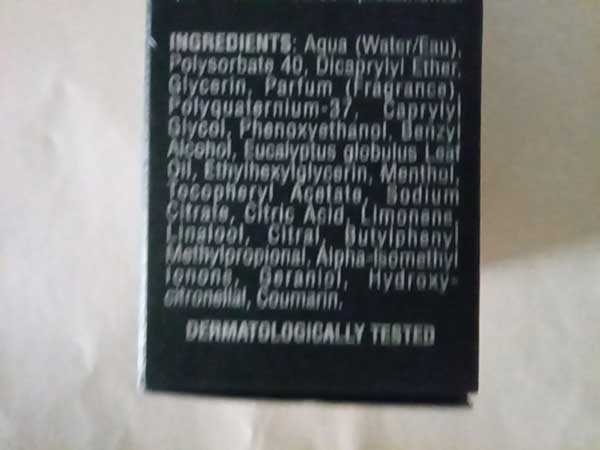 INGREDIENTS: Aqua (Water/Eau),
Polysorbate 40, Dicaprylyl Ether,
Glycerin, Parfum (Fragrance),
Polyquaternium-37, Caprylyl
Glycol, Phenoxyethanol, Benzyl
Alcohol, Eucalyptus globulus Leaf
Oil, Ethylhexylglycerin, Menthol,
Tocopheryl Acetate, Sodium
Citrate, Citric Acid, Limonene,
Linalool, Citral, Butylphenyl
Methylpropional, Alpha-Isomethyl
Ionone, Geraniol, Hydroxy-
citronellal, Coumarin.
DERMATOLOGICALLY TESTED